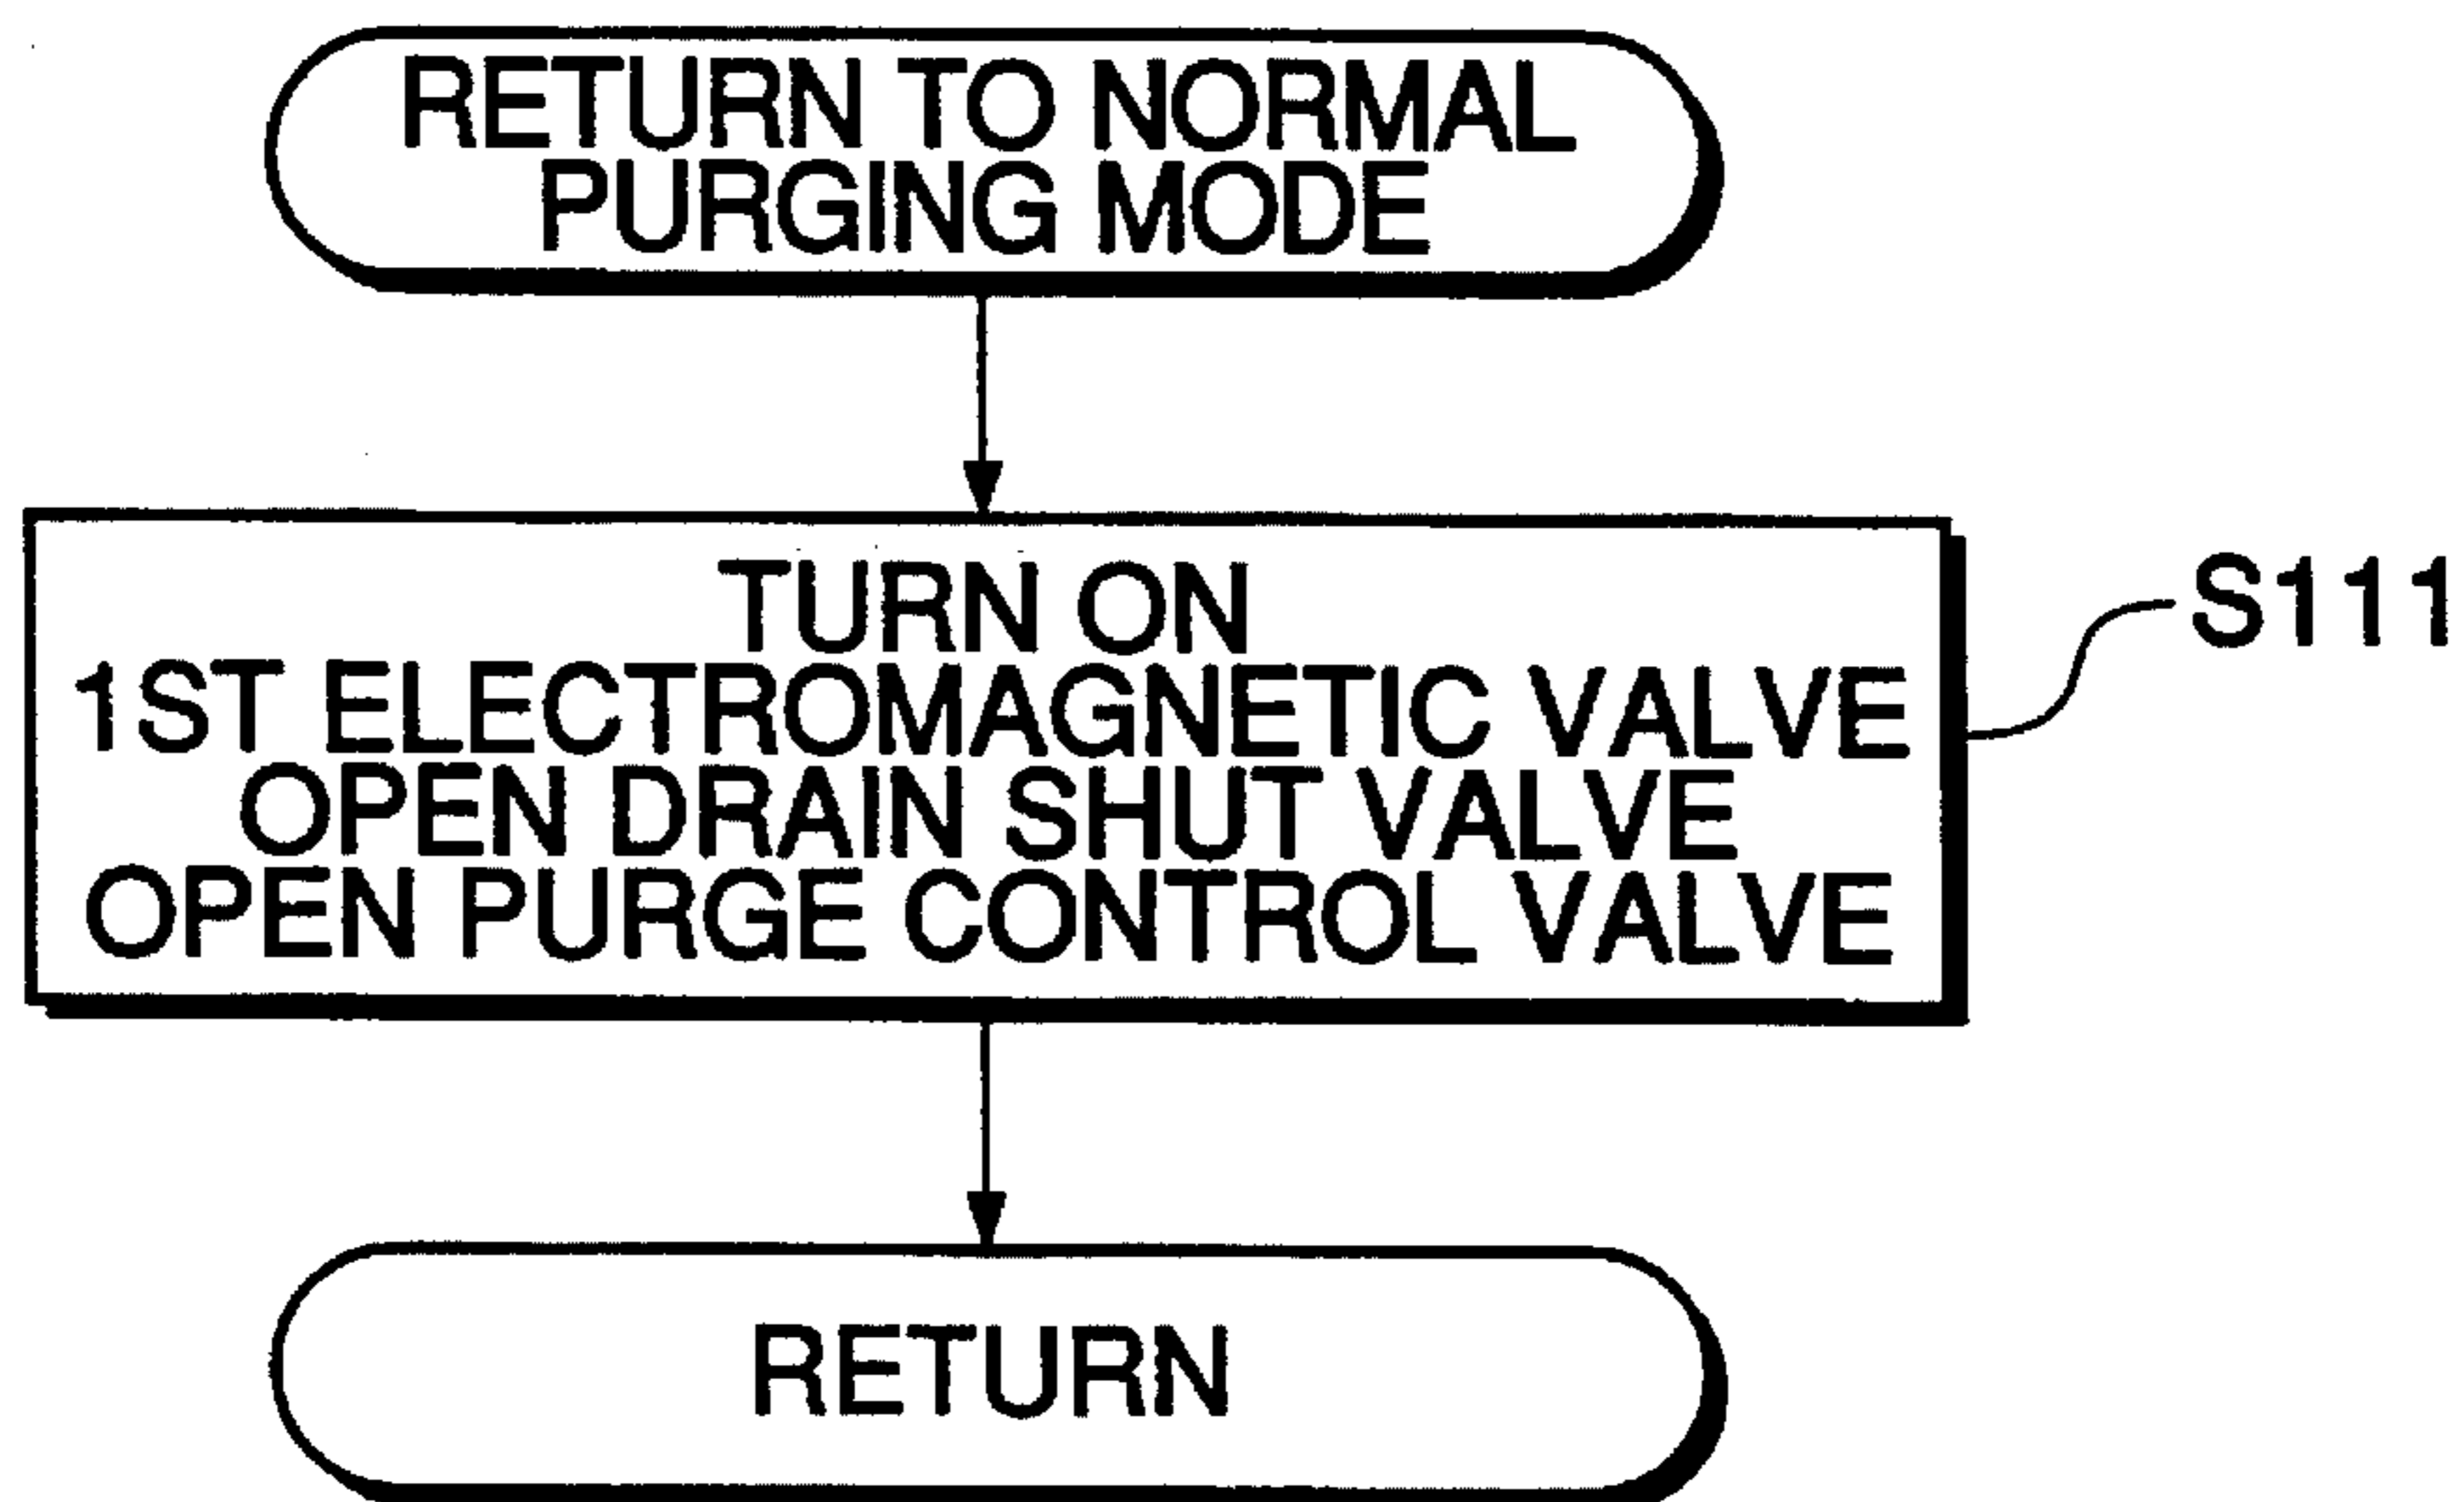 RETURN TO NORMAL
PURGING MODE
TURN ON
1ST ELECTROMAGNETIC VALVE
OPEN DRAIN SHUT VALVE
OPEN PURGE CONTROL VALVE
S111
RETURN